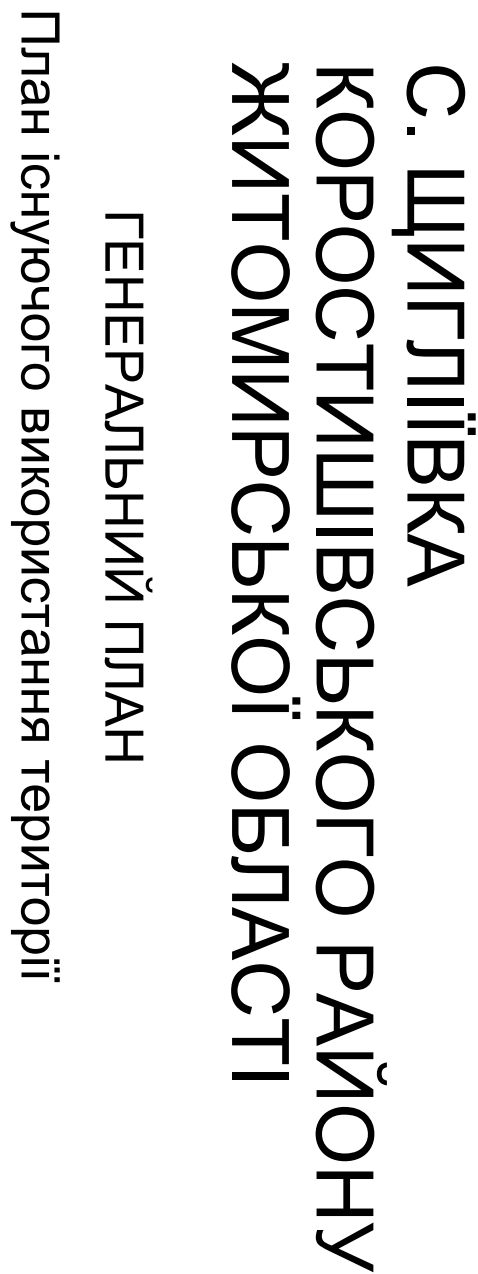 С. ЩИГЛІЇВКА
КОРОСТИШІВСЬКОГО РАЙОНУ
ЖИТОМИРСЬКОЇ ОБЛАСТІ
ГЕНЕРАЛЬНИЙ ПЛАН
План існуючого використання території